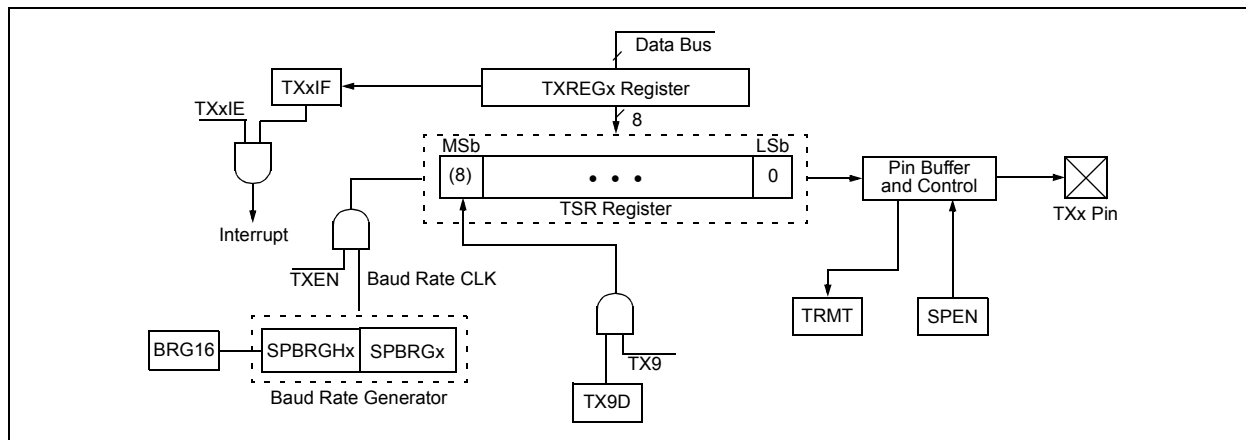 Data Bus
TXxIF
TXREGx Register
TXxIE
8
MSb
LSb
(8)
• • •
0
Pin Buffer
and Control
TSR Register
TXx Pin
Interrupt
TXEN
Baud Rate CLK
TRMT
SPEN
BRG16
SPBRGHx
SPBRGx
TX9
Baud Rate Generator
TX9D